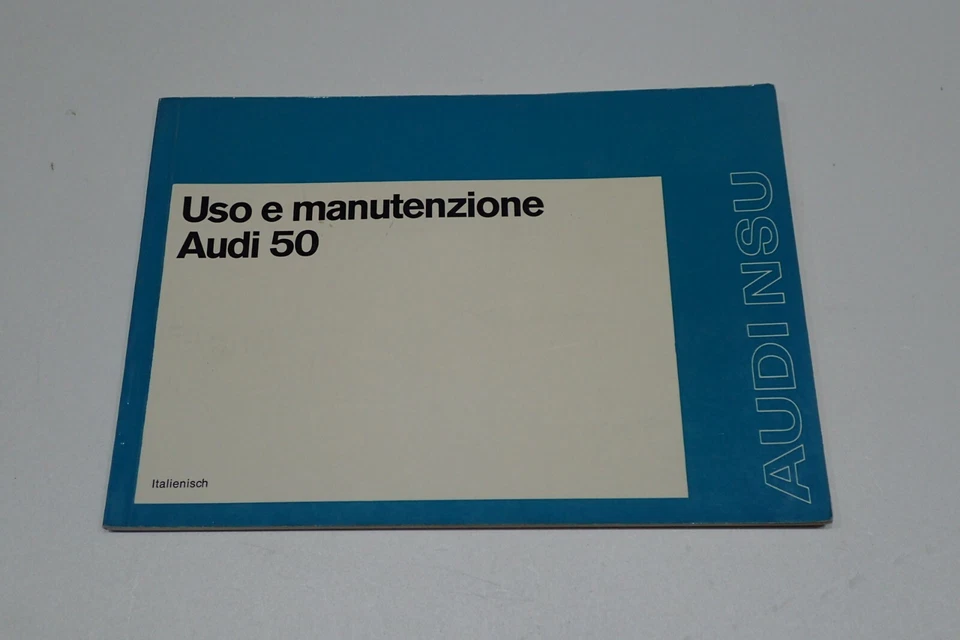 Uso e manutenzione
Audi 50
Italienisch
AUDI NSU